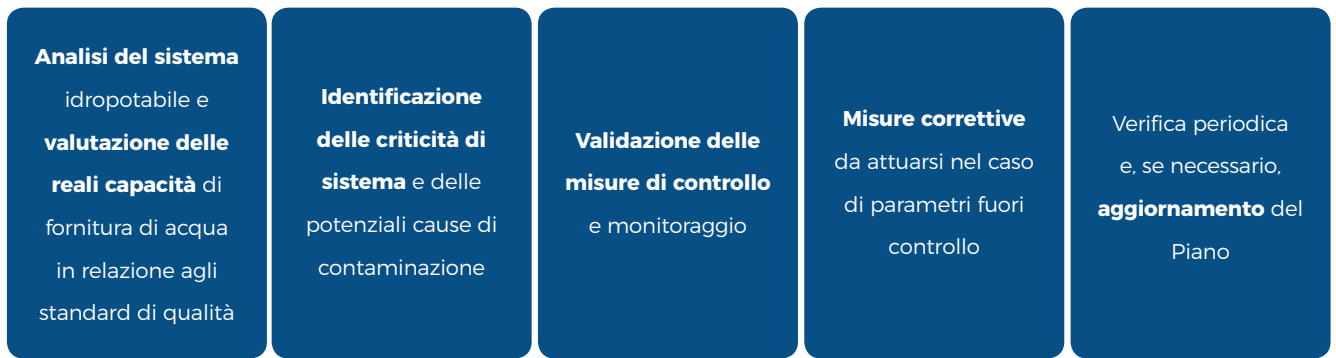 Analisi del sistema
idropotabile e
valutazione delle
reali capacità di
fornitura di acqua
in relazione agli
standard di qualità
Identificazione
delle criticità di
sistema e delle
potenziali cause di
contaminazione
Validazione delle
misure di controllo
e monitoraggio
Misure correttive
da attuarsi nel caso
di parametri fuori
controllo
Verifica periodica
e, se necessario,
aggiornamento del
Piano